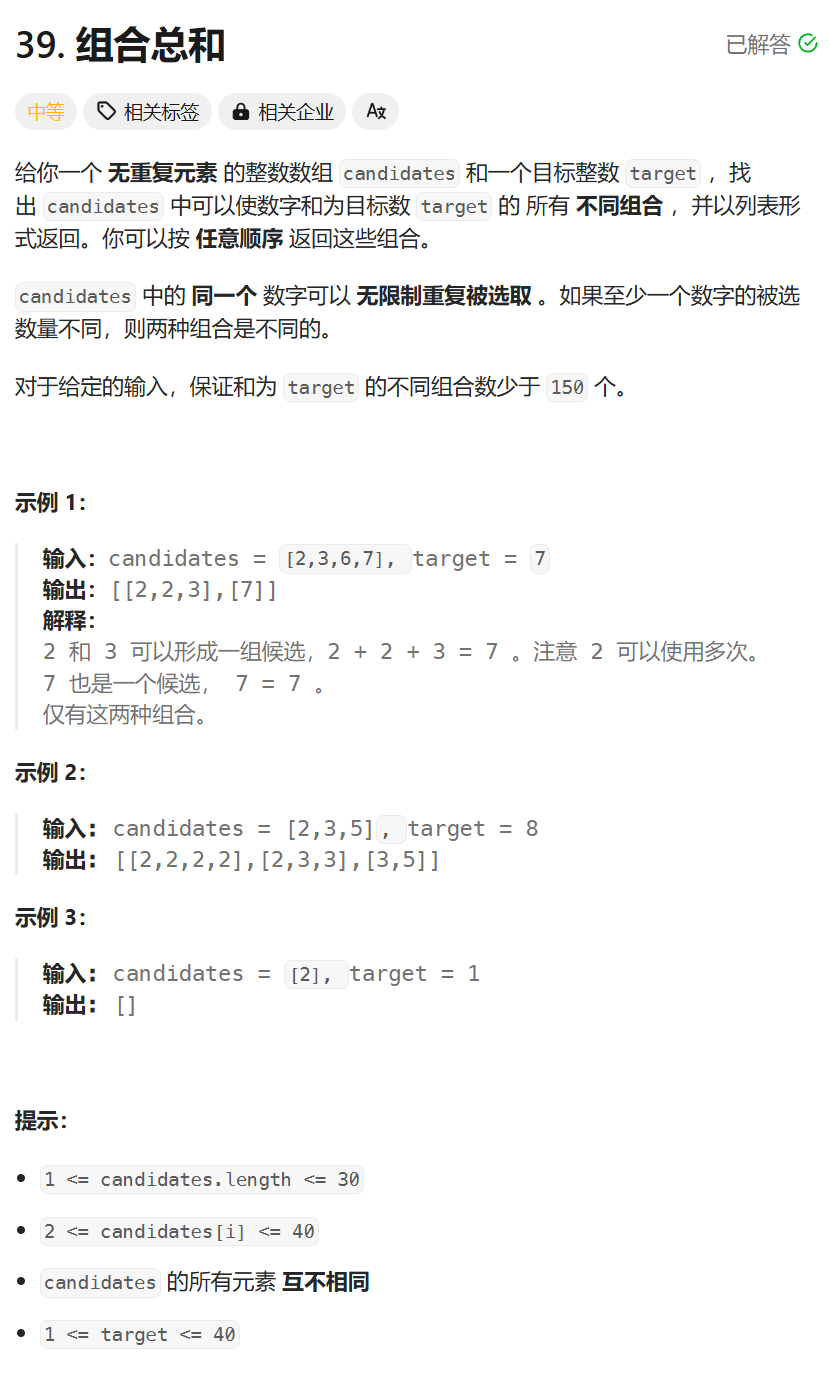 39. 组合总和
已解答
中等
相关标签
相关企业
给你一个 无重复元素 的整数数组 candidates 和一个目标整数 target ，找
出 candidates 中可以使数字和为目标数 target 的 所有 不同组合 ，并以列表形
式返回。你可以按 任意顺序 返回这些组合。
candidates 中的 同一个 数字可以 无限制重复被选取 。如果至少一个数字的被选
数量不同，则两种组合是不同的。
对于给定的输入，保证和为 target 的不同组合数少于 150 个。
示例 1：
输入：candidates = [2,3,6,7], target = 7
输出：[[2,2,3],[7]]
解释：
2 和 3 可以形成一组候选，2 + 2 + 3 = 7 。注意 2 可以使用多次。
7 也是一个候选， 7 = 7 。
仅有这两种组合。
示例 2：
输入：candidates = [2,3,5], target = 8
输出：[[2,2,2,2],[2,3,3],[3,5]]
示例 3：
输入：candidates = [2], target = 1
输出：[]
提示：
1 <= candidates.length <= 30
2 <= candidates[i] <= 40
candidates 的所有元素 互不相同
1 <= target <= 40